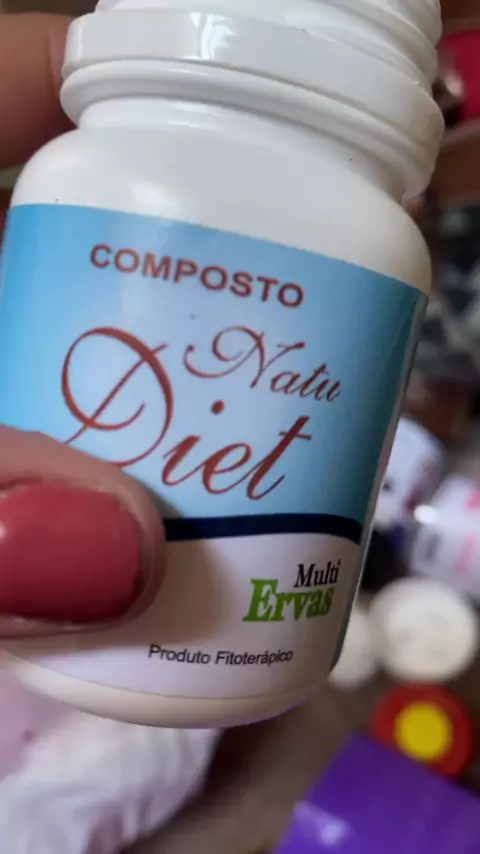 COMPOSTO
Natu
Diet
Multi
Ervas
Produto Fitoterápico